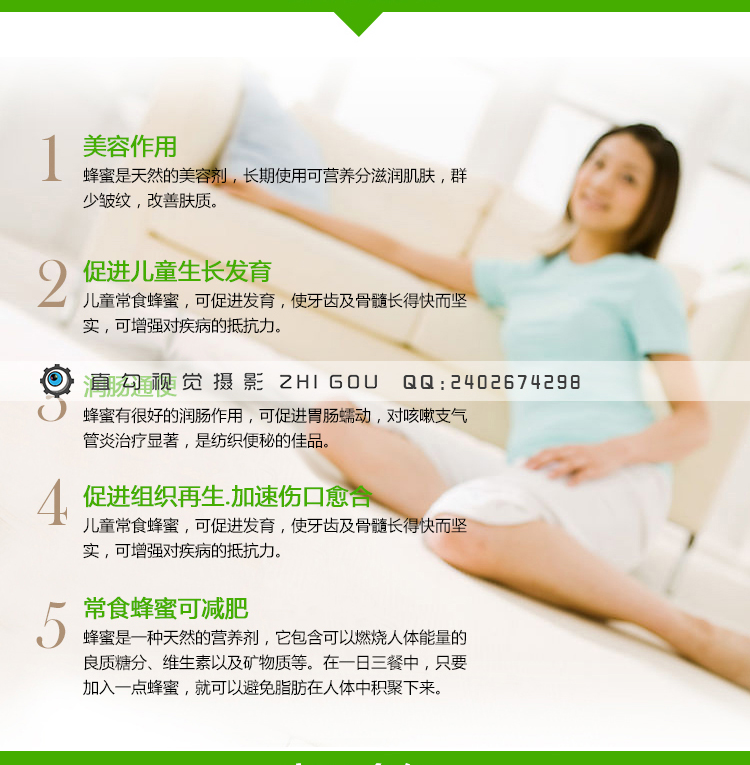 1
美容作用
蜂蜜是天然的美容剂，长期使用可营养分滋润肌肤，群
少皱纹，改善肤质。
2
促进儿童生长发育
儿童常食蜂蜜，可促进发育，使牙齿及骨髓长得快而坚
实，可增强对疾病的抵抗力。
3
润肠通便
直勾视觉摄影 ZHI GOU QQ:2402674298
蜂蜜有很好的润肠作用，可促进胃肠蠕动，对咳嗽支气
管炎治疗显著，是纺织便秘的佳品。
4
促进组织再生.加速伤口愈合
儿童常食蜂蜜，可促进发育，使牙齿及骨髓长得快而坚
实，可增强对疾病的抵抗力。
5
常食蜂蜜可减肥
蜂蜜是一种天然的营养剂，它包含可以燃烧人体能量的
良质糖分、维生素以及矿物质等。在一日三餐中，只要
加入一点蜂蜜，就可以避免脂肪在人体中积聚下来。